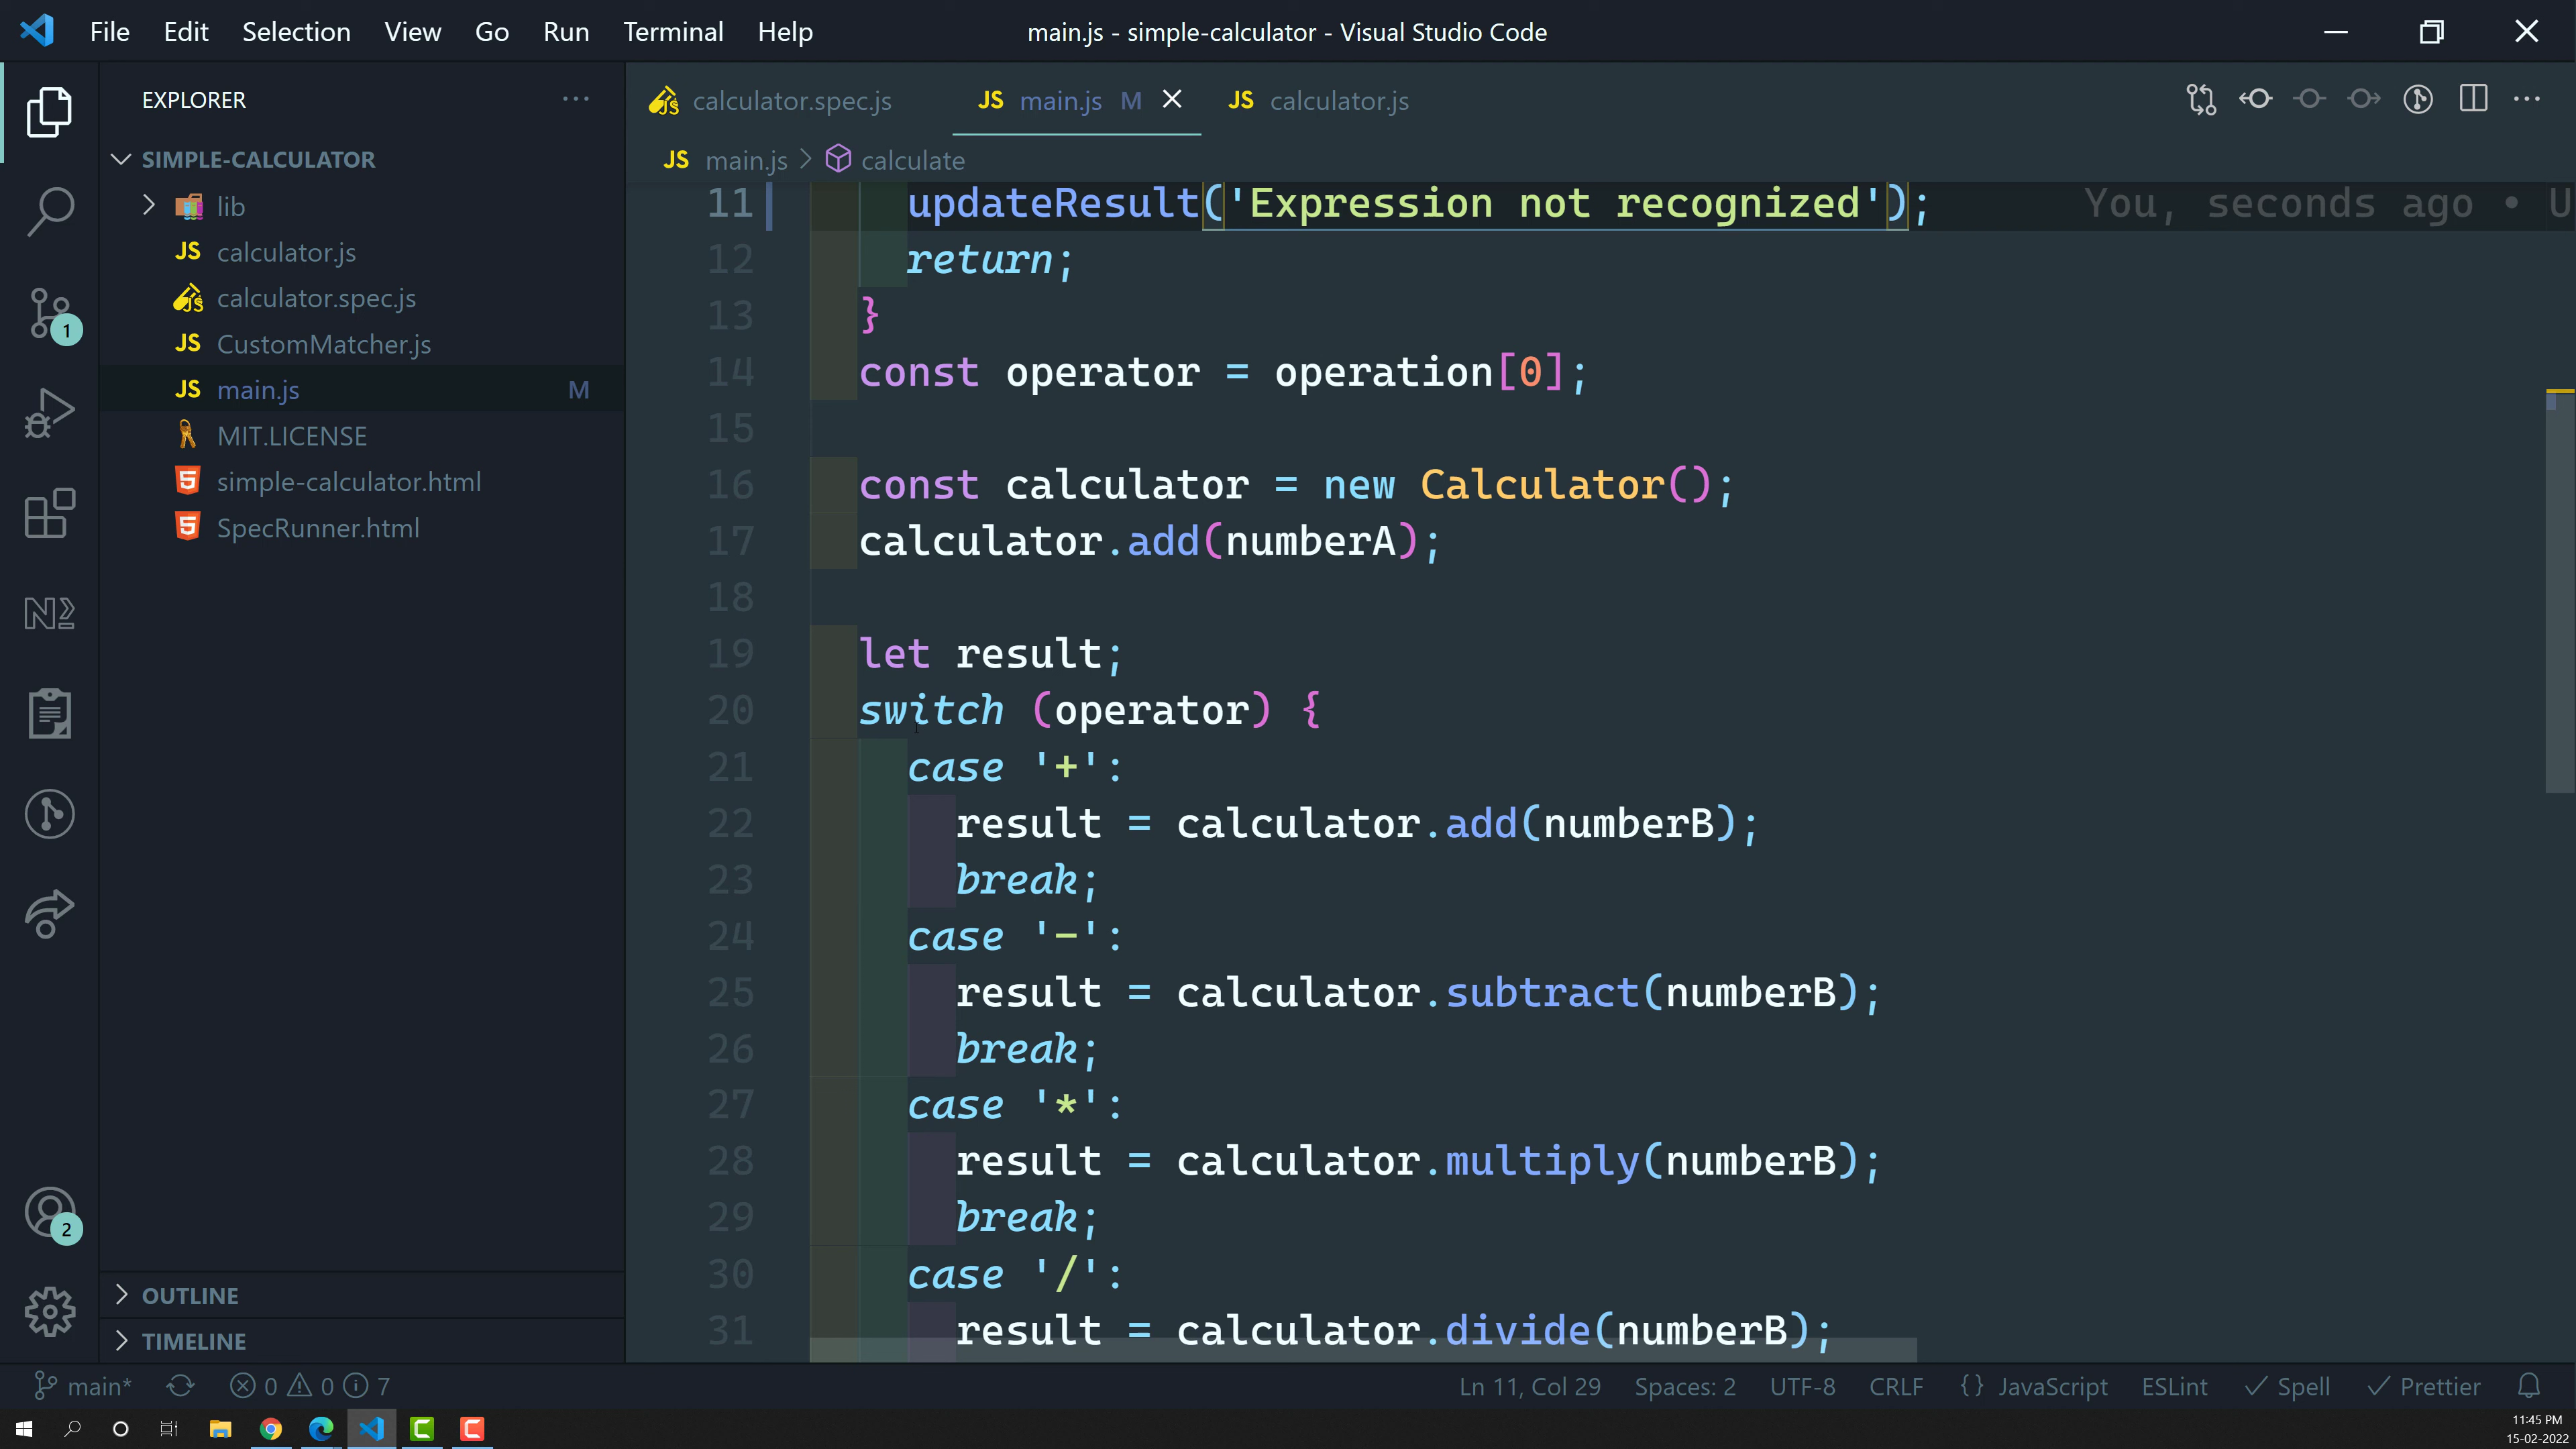 File Edit Selection View Go Run Terminal Help
main.js - simple-calculator - Visual Studio Code
EXPLORER
SIMPLE-CALCULATOR
lib
JS calculator.js
calculator.spec.js
JS CustomMatcher.js
JS main.js M
MIT.LICENSE
simple-calculator.html
SpecRunner.html
OUTLINE
TIMELINE
1
2
calculator.spec.js JS main.js M JS calculator.js
JS main.js > calculate
11 updateResult('Expression not recognized'); You, seconds ago • U
12 return;
13 }
14 const operator = operation[0];
15
16 const calculator = new Calculator();
17 calculator.add(numberA);
18
19 let result;
20 switch (operator) {
21 case '+':
22 result = calculator.add(numberB);
23 break;
24 case '-':
25 result = calculator.subtract(numberB);
26 break;
27 case '*':
28 result = calculator.multiply(numberB);
29 break;
30 case '/':
31 result = calculator.divide(numberB);
main* 0 0 7 Ln 11, Col 29 Spaces: 2 UTF-8 CRLF {} JavaScript ESLint Spell Prettier
11:45 PM
15-02-2022